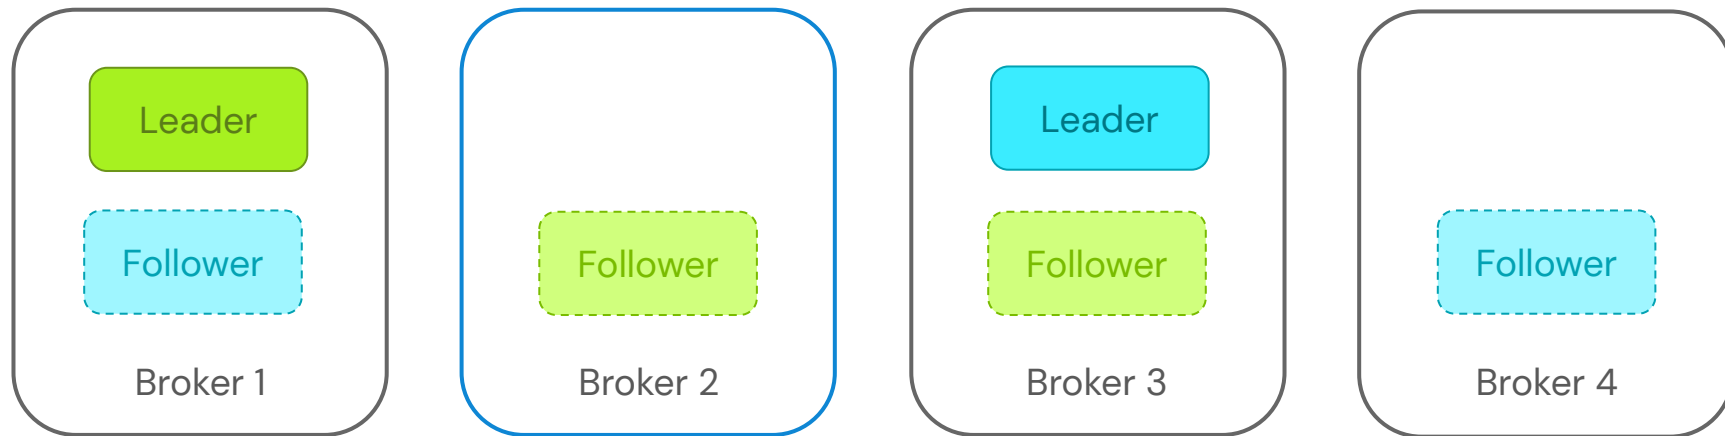 Leader
Follower
Broker 1
Follower
Broker 2
Leader
Follower
Broker 3
Follower
Broker 4